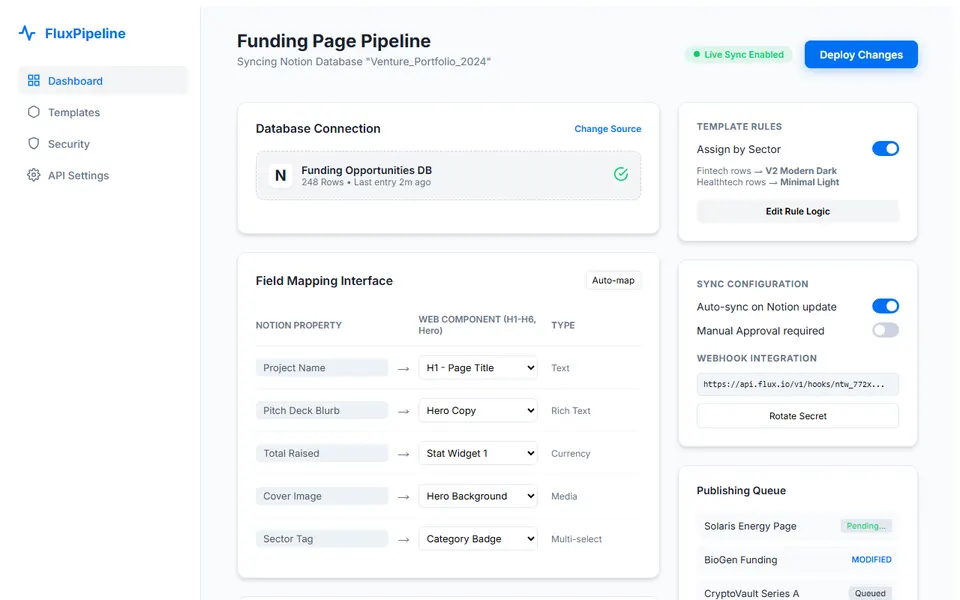 FluxPipeline
Dashboard
Templates
Security
API Settings
Funding Page Pipeline
Syncing Notion Database "Venture_Portfolio_2024"
Live Sync Enabled
Deploy Changes
Database Connection
Change Source
N
Funding Opportunities DB
248 Rows • Last entry 2m ago
Field Mapping Interface
Auto-map
NOTION PROPERTY
WEB COMPONENT (H1-H6,
Hero)
TYPE
Project Name → H1 - Page Title Text
Pitch Deck Blurb → Hero Copy Rich Text
Total Raised → Stat Widget 1 Currency
Cover Image → Hero Background Media
Sector Tag → Category Badge Multi-select
TEMPLATE RULES
Assign by Sector
Fintech rows → V2 Modern Dark
Healthtech rows → Minimal Light
Edit Rule Logic
SYNC CONFIGURATION
Auto-sync on Notion update
Manual Approval required
WEBHOOK INTEGRATION
https://api.flux.io/v1/hooks/ntw_772x...
Rotate Secret
Publishing Queue
Solaris Energy Page Pending...
BioGen Funding MODIFIED
CryptoVault Series A Queued